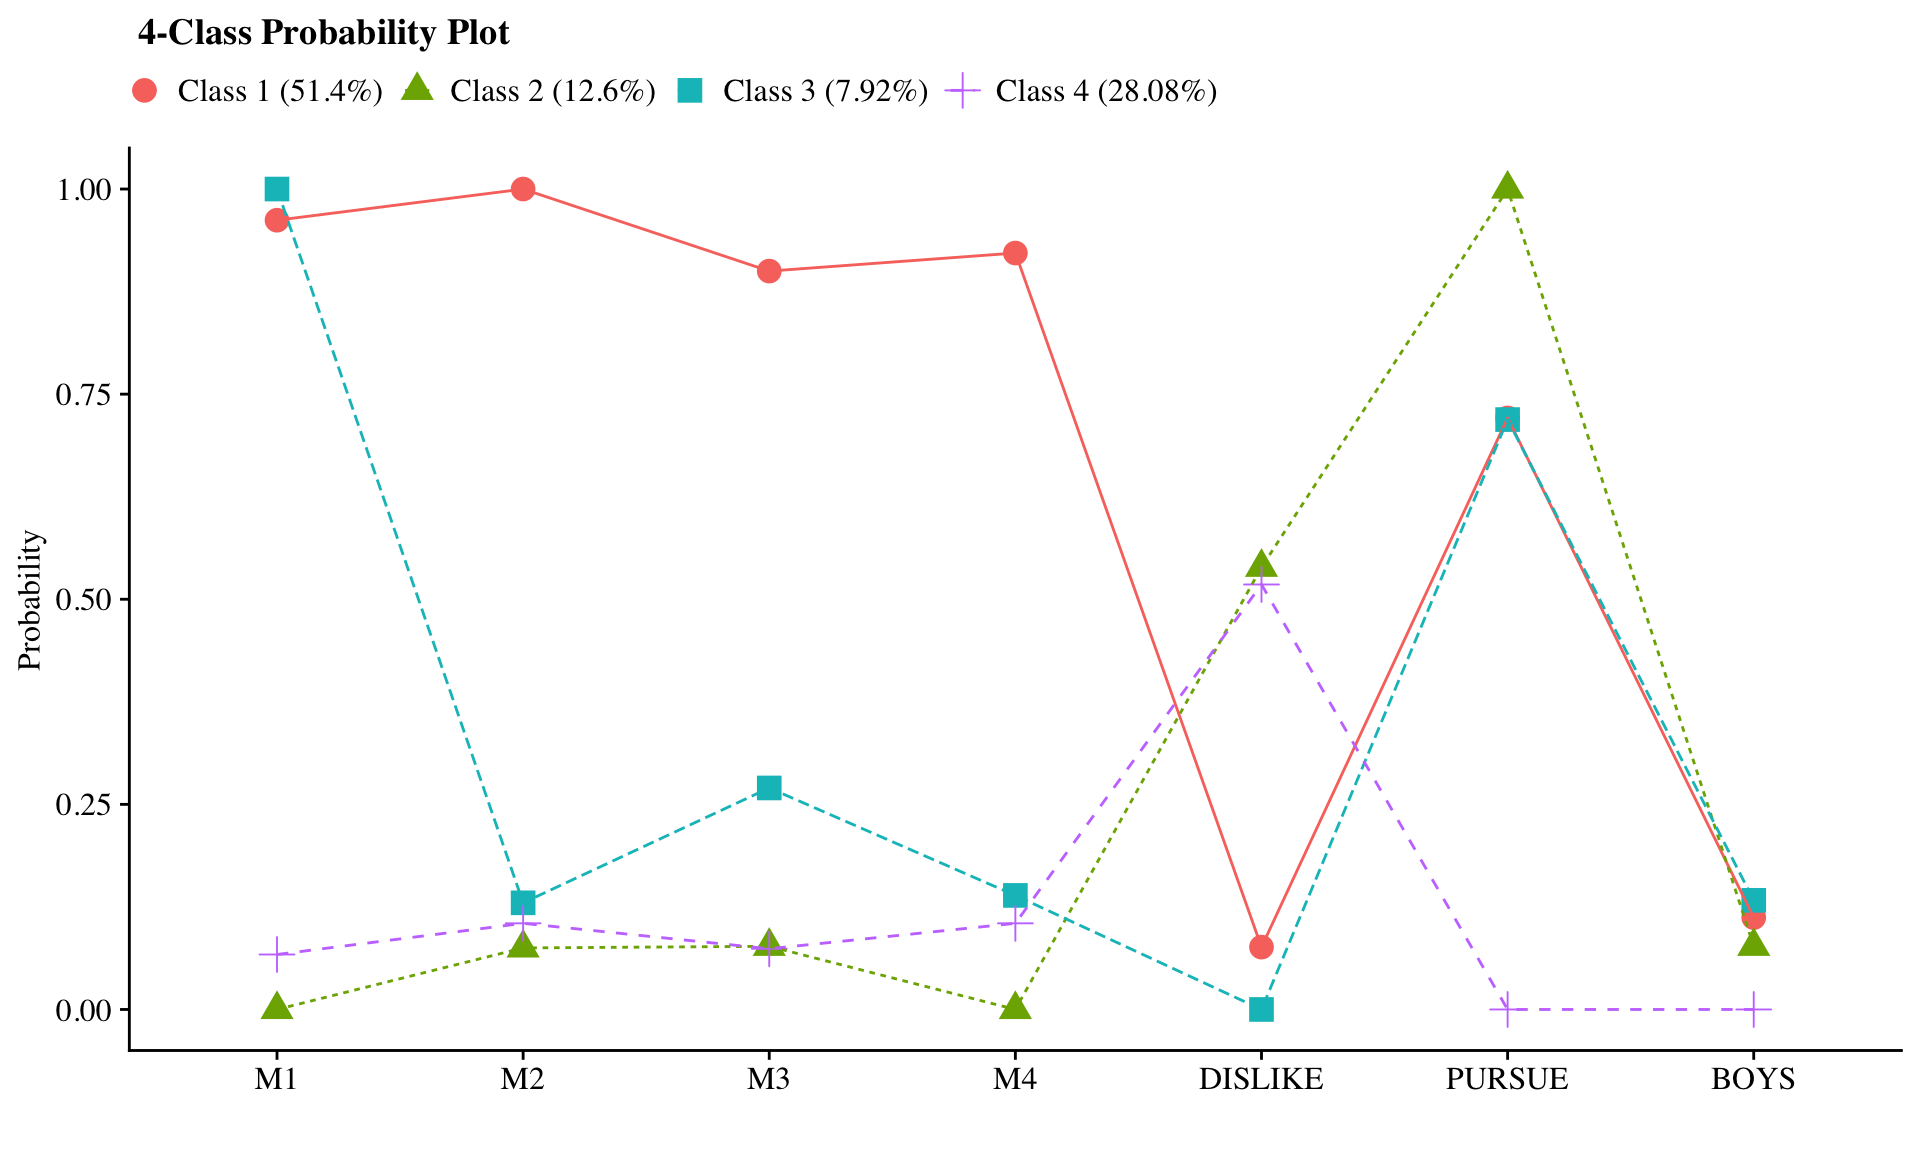 4-Class Probability Plot
Class 1 (51.4%) Class 2 (12.6%) Class 3 (7.92%) Class 4 (28.08%)
1.00
0.75
0.50
0.25
0.00
Probability
M1 M2 M3 M4 DISLIKE PURSUE BOYS